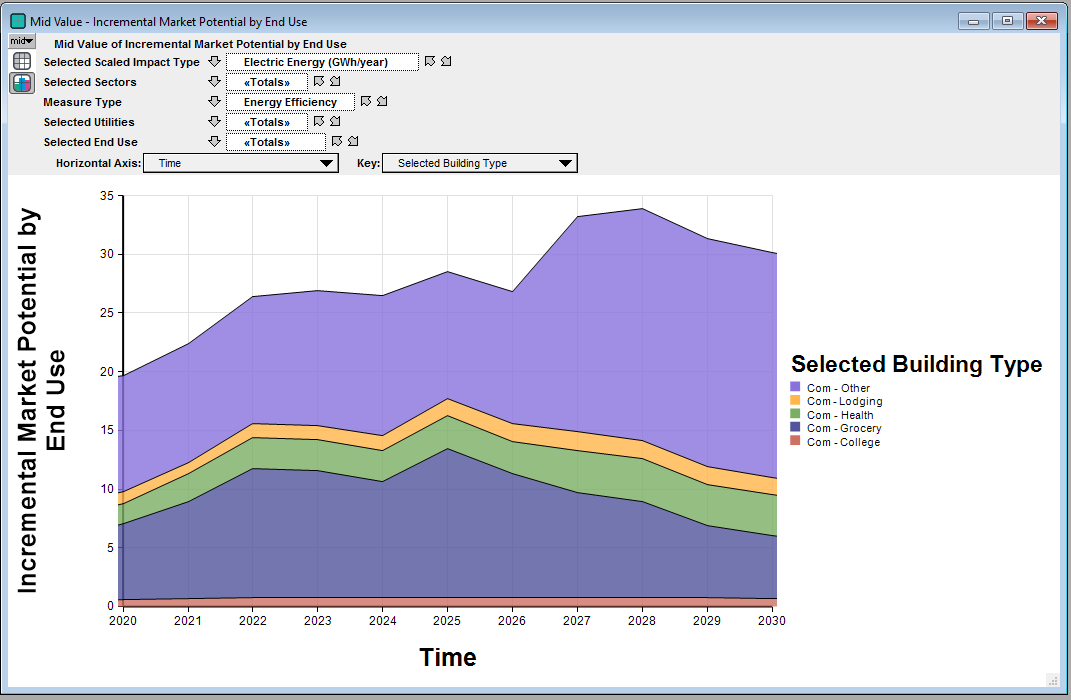 Mid Value - Incremental Market Potential by End Use
mid
Mid Value of Incremental Market Potential by End Use
Selected Scaled Impact Type Electric Energy (GWh/year)
Selected Sectors «Totals»
Measure Type Energy Efficiency
Selected Utilities «Totals»
Selected End Use «Totals»
Horizontal Axis: Time Key: Selected Building Type
35
30
25
20
15
10
5
0
Incremental Market Potential by
End Use
2020 2021 2022 2023 2024 2025 2026 2027 2028 2029 2030
Time
Selected Building Type
Com - Other
Com - Lodging
Com - Health
Com - Grocery
Com - College